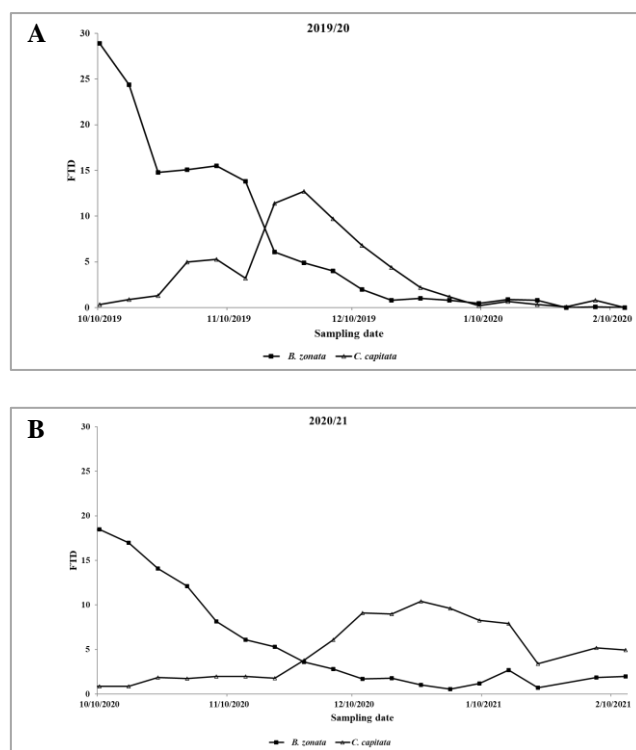 A
2019/20
30
25
20
15
10
5
0
FTD
10/10/2019 11/10/2019 12/10/2019 1/10/2020 2/10/2020
Sampling date
B. zonata C. capitata
B
2020/21
30
25
20
15
10
5
0
FTD
10/10/2020 11/10/2020 12/10/2020 1/10/2021 2/10/2021
Sampling date
B. zonata C. capitata